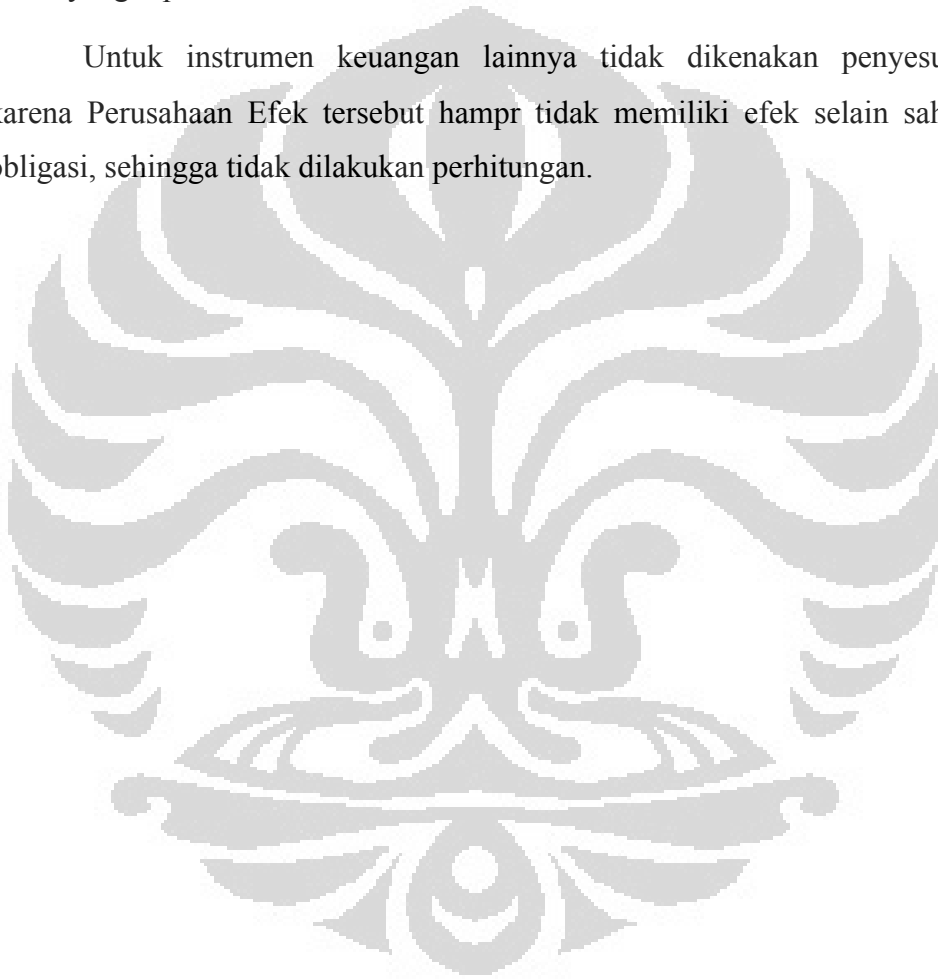 Untuk instrumen keuangan lainnya tidak dikenakan penyesu
karena Perusahaan Efek tersebut hampr tidak memiliki efek selain sah
obligasi, sehingga tidak dilakukan perhitungan.